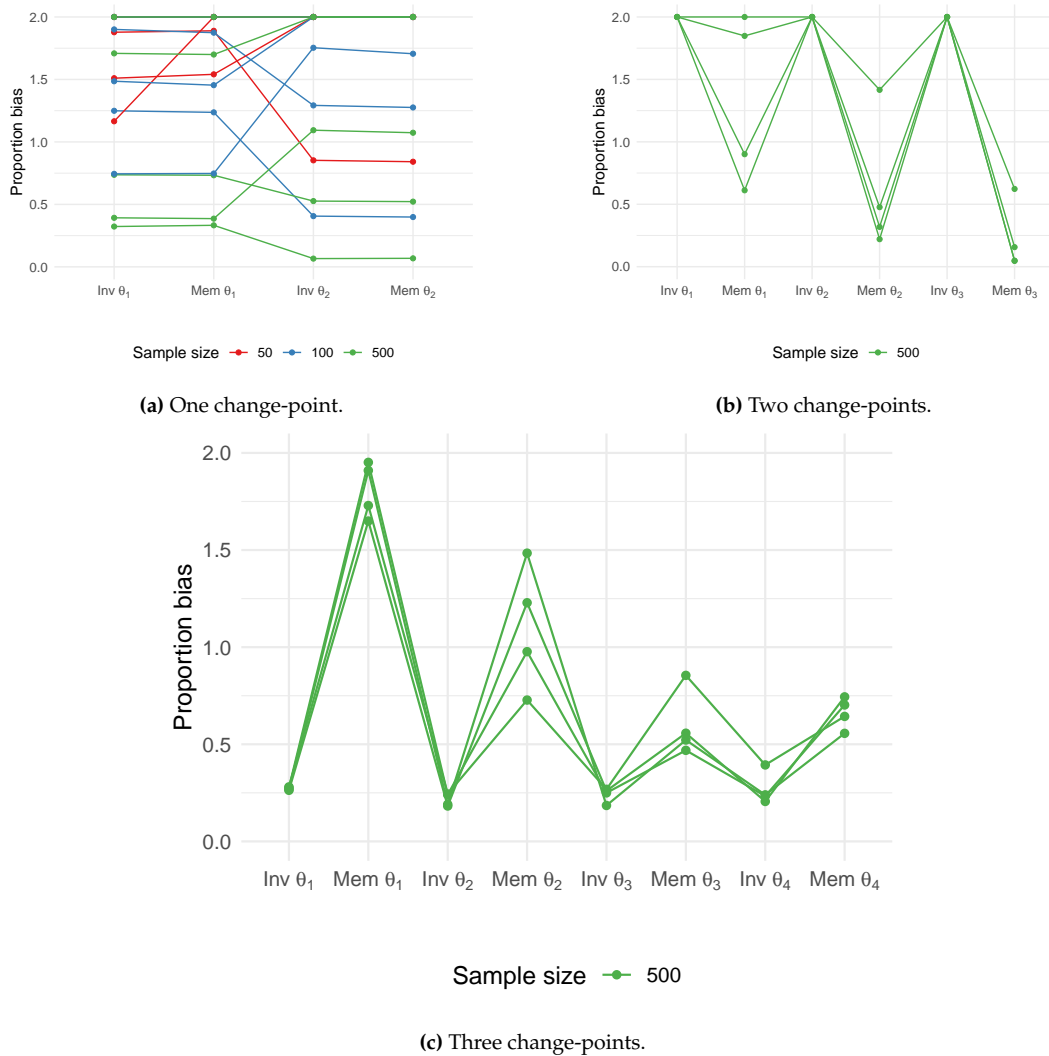 2.0
1.5
1.0
0.5
0.0
Proportion bias
Inv θ1 Mem θ1 Inv θ2 Mem θ2
Sample size 50 100 500
(a) One change-point.
2.0
1.5
1.0
0.5
0.0
Proportion bias
Inv θ1 Mem θ1 Inv θ2 Mem θ2 Inv θ3 Mem θ3
Sample size 500
(b) Two change-points.
2.0
1.5
1.0
0.5
0.0
Proportion bias
Inv θ1 Mem θ1 Inv θ2 Mem θ2 Inv θ3 Mem θ3 Inv θ4 Mem θ4
Sample size 500
(c) Three change-points.